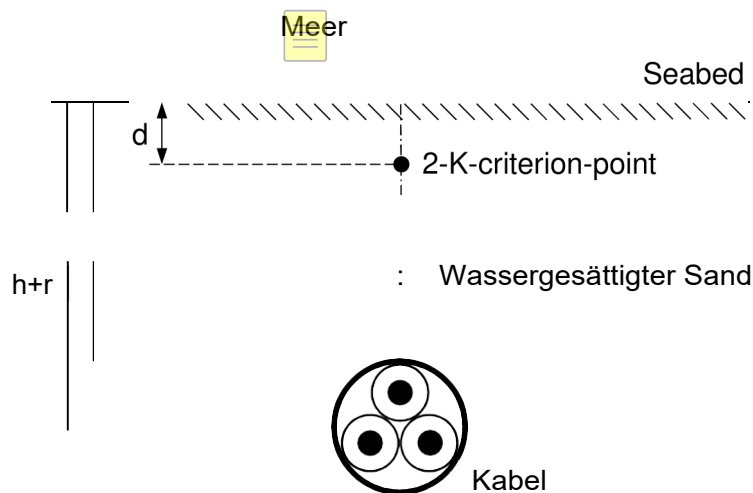 Meer
Seabed
d
2-K-criterion-point
h+r
: Wassergesättigter Sand
Kabel